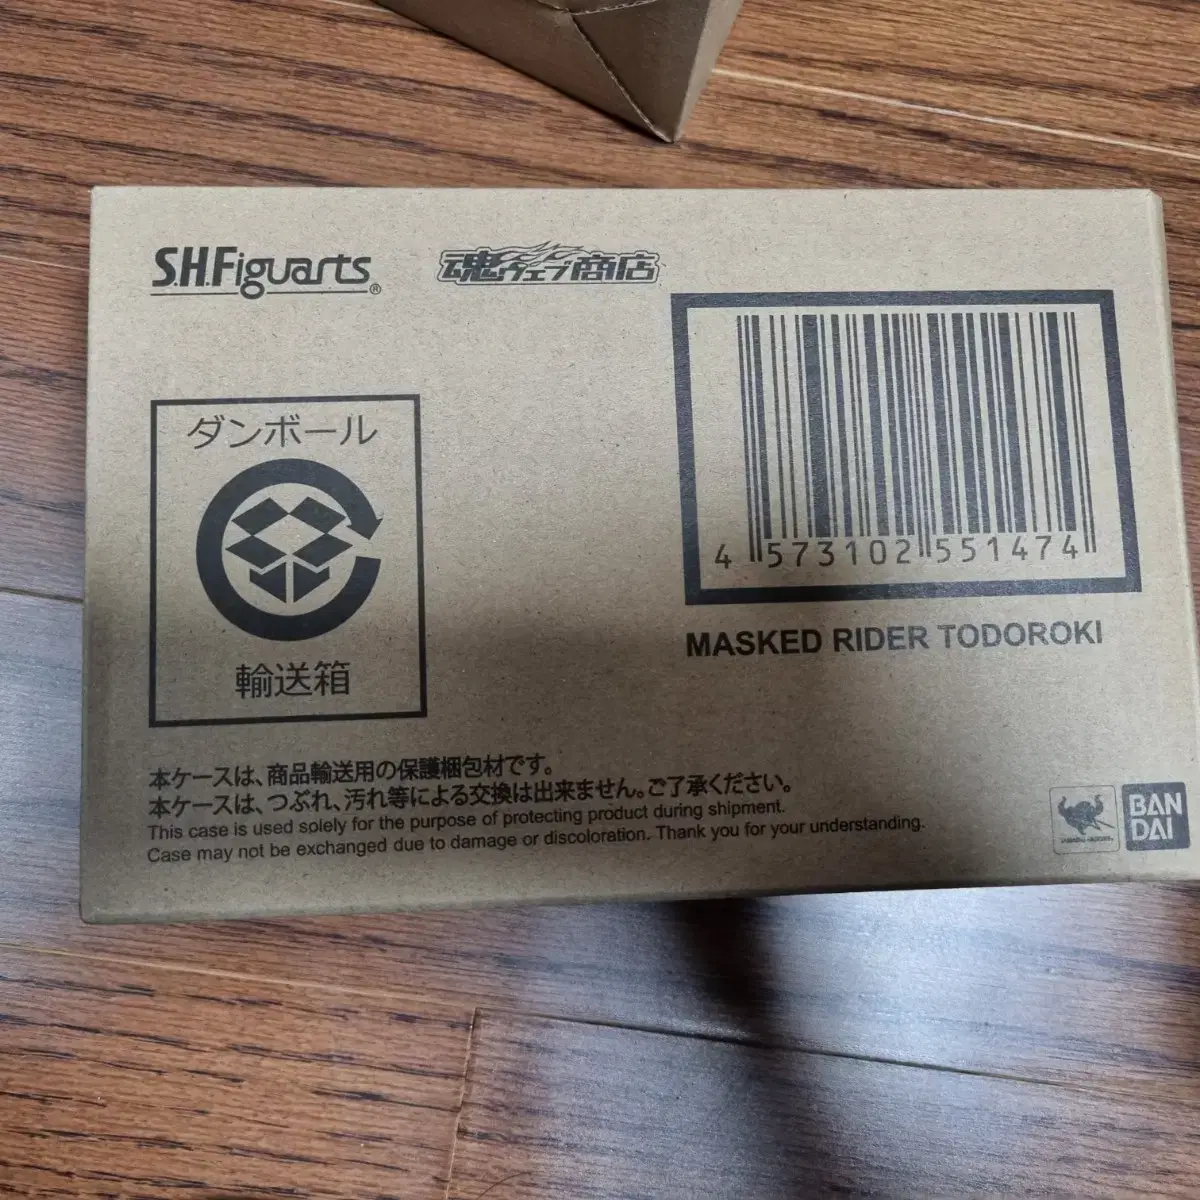 S.H.Figuarts®
魂ウェブ商店
ダンボール
輸送箱
4 573102 551474
MASKED RIDER TODOROKI
本ケースは、商品輸送用の保護梱包材です。
本ケースは、つぶれ、汚れ等による交換は出来ません。ご了承ください。
This case is used solely for the purpose of protecting product during shipment.
Case may not be exchanged due to damage or discoloration. Thank you for your understanding.
BAN
DAI